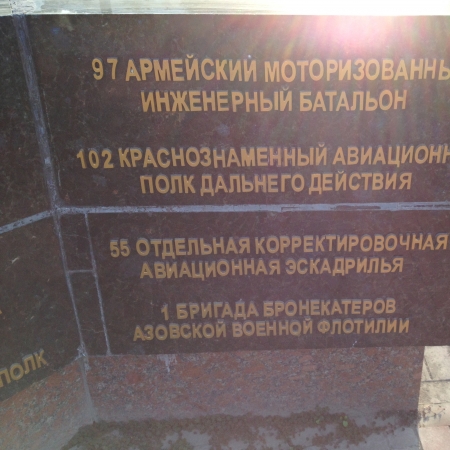 97 АРМЕЙСКИЙ МОТОРИЗОВАННЫ
ИНЖЕНЕРНЫЙ БАТАЛЬОН
102 КРАСНОЗНАМЕННЫЙ АВИАЦИОНН
ПОЛК ДАЛЬНЕГО ДЕЙСТВИЯ
55 ОТДЕЛЬНАЯ КОРРЕКТИРОВОЧНАЯ
АВИАЦИОННАЯ ЭСКАДРИЛЬЯ
1 БРИГАДА БРОНЕКАТЕРОВ
АЗОВСКОЙ ВОЕННОЙ ФЛОТИЛИИ
ПОЛК